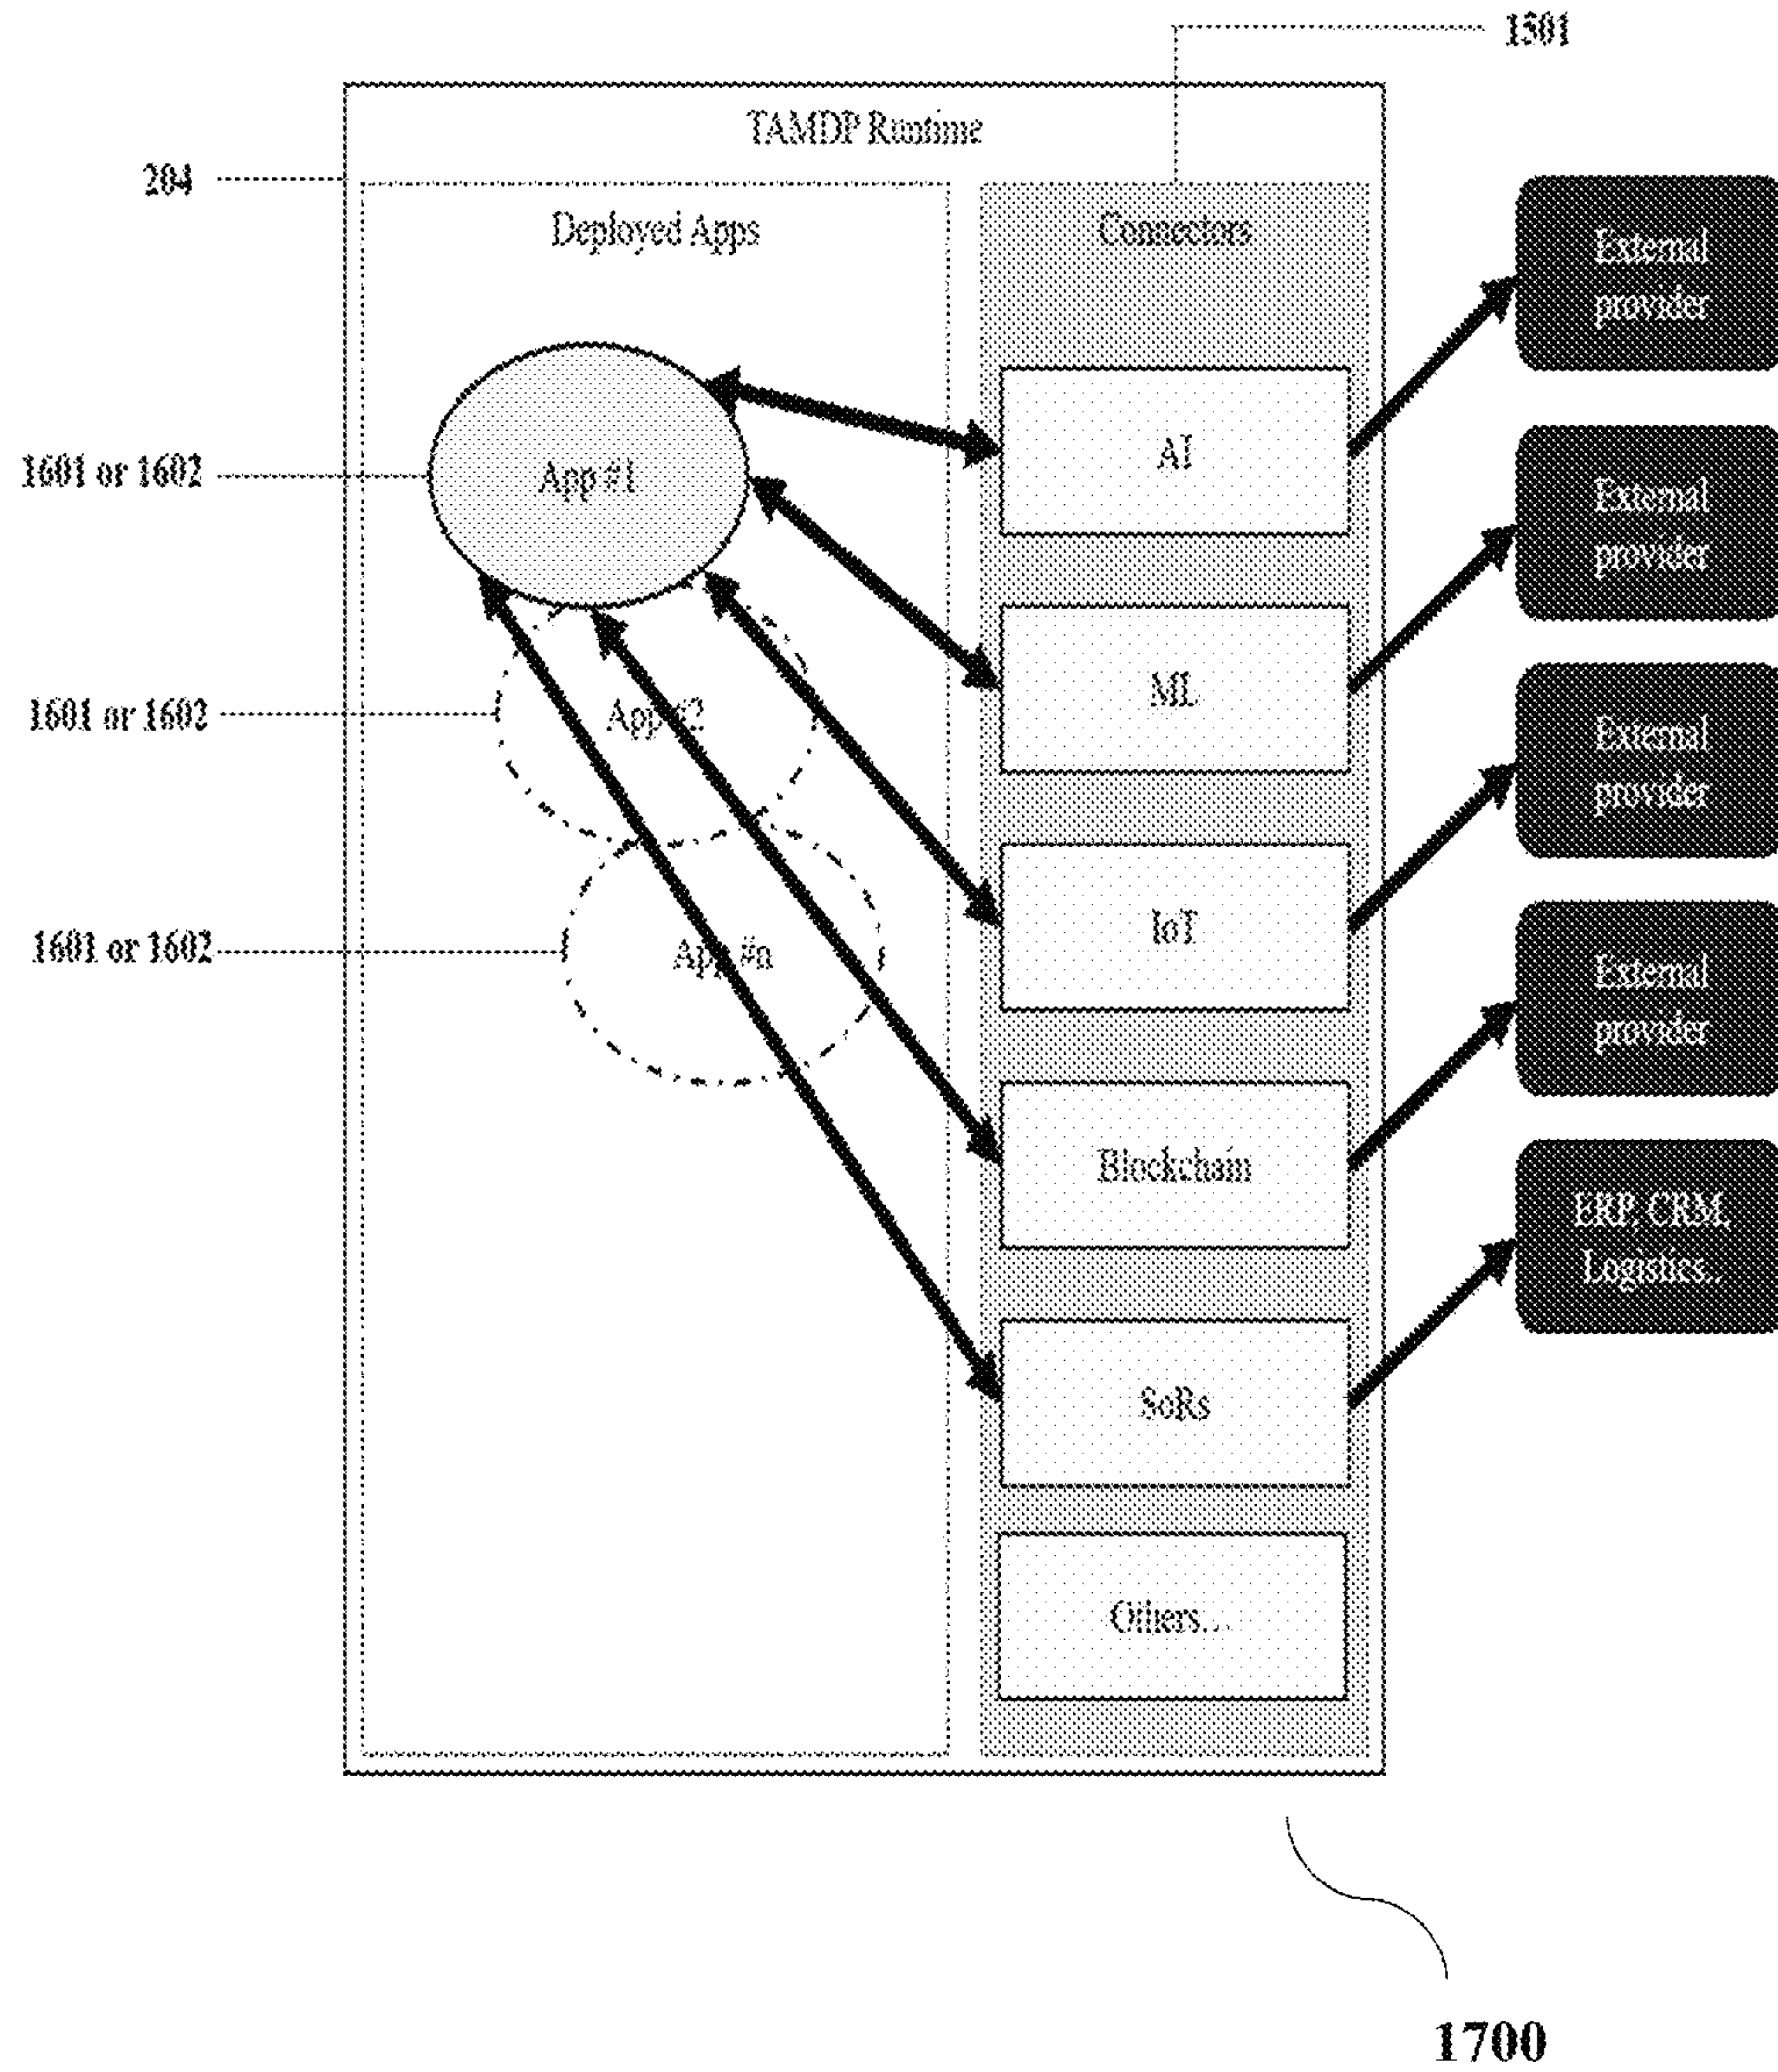 1501
TAMDP Runtime
204
Deployed Apps
Connectors
External
provider
AI
1601 or 1602
App #1
External
provider
ML
1601 or 1602
App #2
External
provider
IoT
1601 or 1602
App #n
External
provider
Blockchain
ERP, CRM,
Logistics..
SoRs
Others...
1700